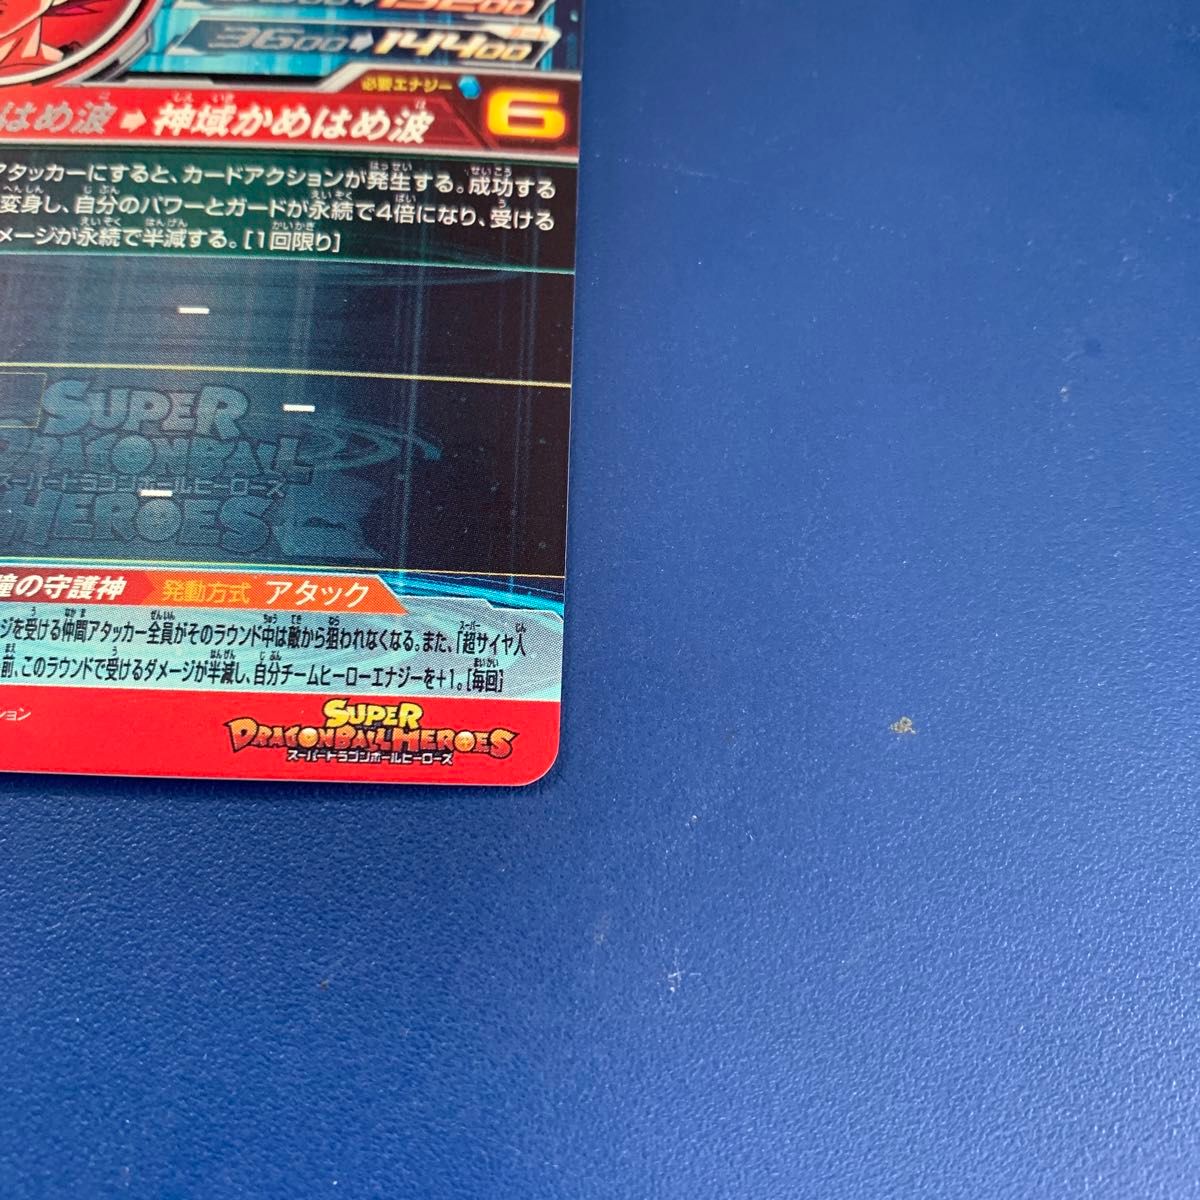 13200
3600➡14400
必要エナジー 6
はめ波➡神域かめはめ波
アタッカーにすると、カードアクションが発生する。成功する
変身し、自分のパワーとガードが永続で4倍になり、受ける
メージが永続で半減する。[1回限り]
SUPER
DRAGONBALL
スーパードラゴンボールヒーローズ
HEROES
瞳の守護神 発動方式 アタック
ジを受ける仲間アタッカー全員がそのラウンド中は敵から狙われなくなる。また、「超サイヤ人
前、このラウンドで受けるダメージが半減し、自分チームヒーローエナジーを+1。[毎回]
ション
SUPER
DRAGONBALL HEROES
スーパードラゴンボールヒーローズ